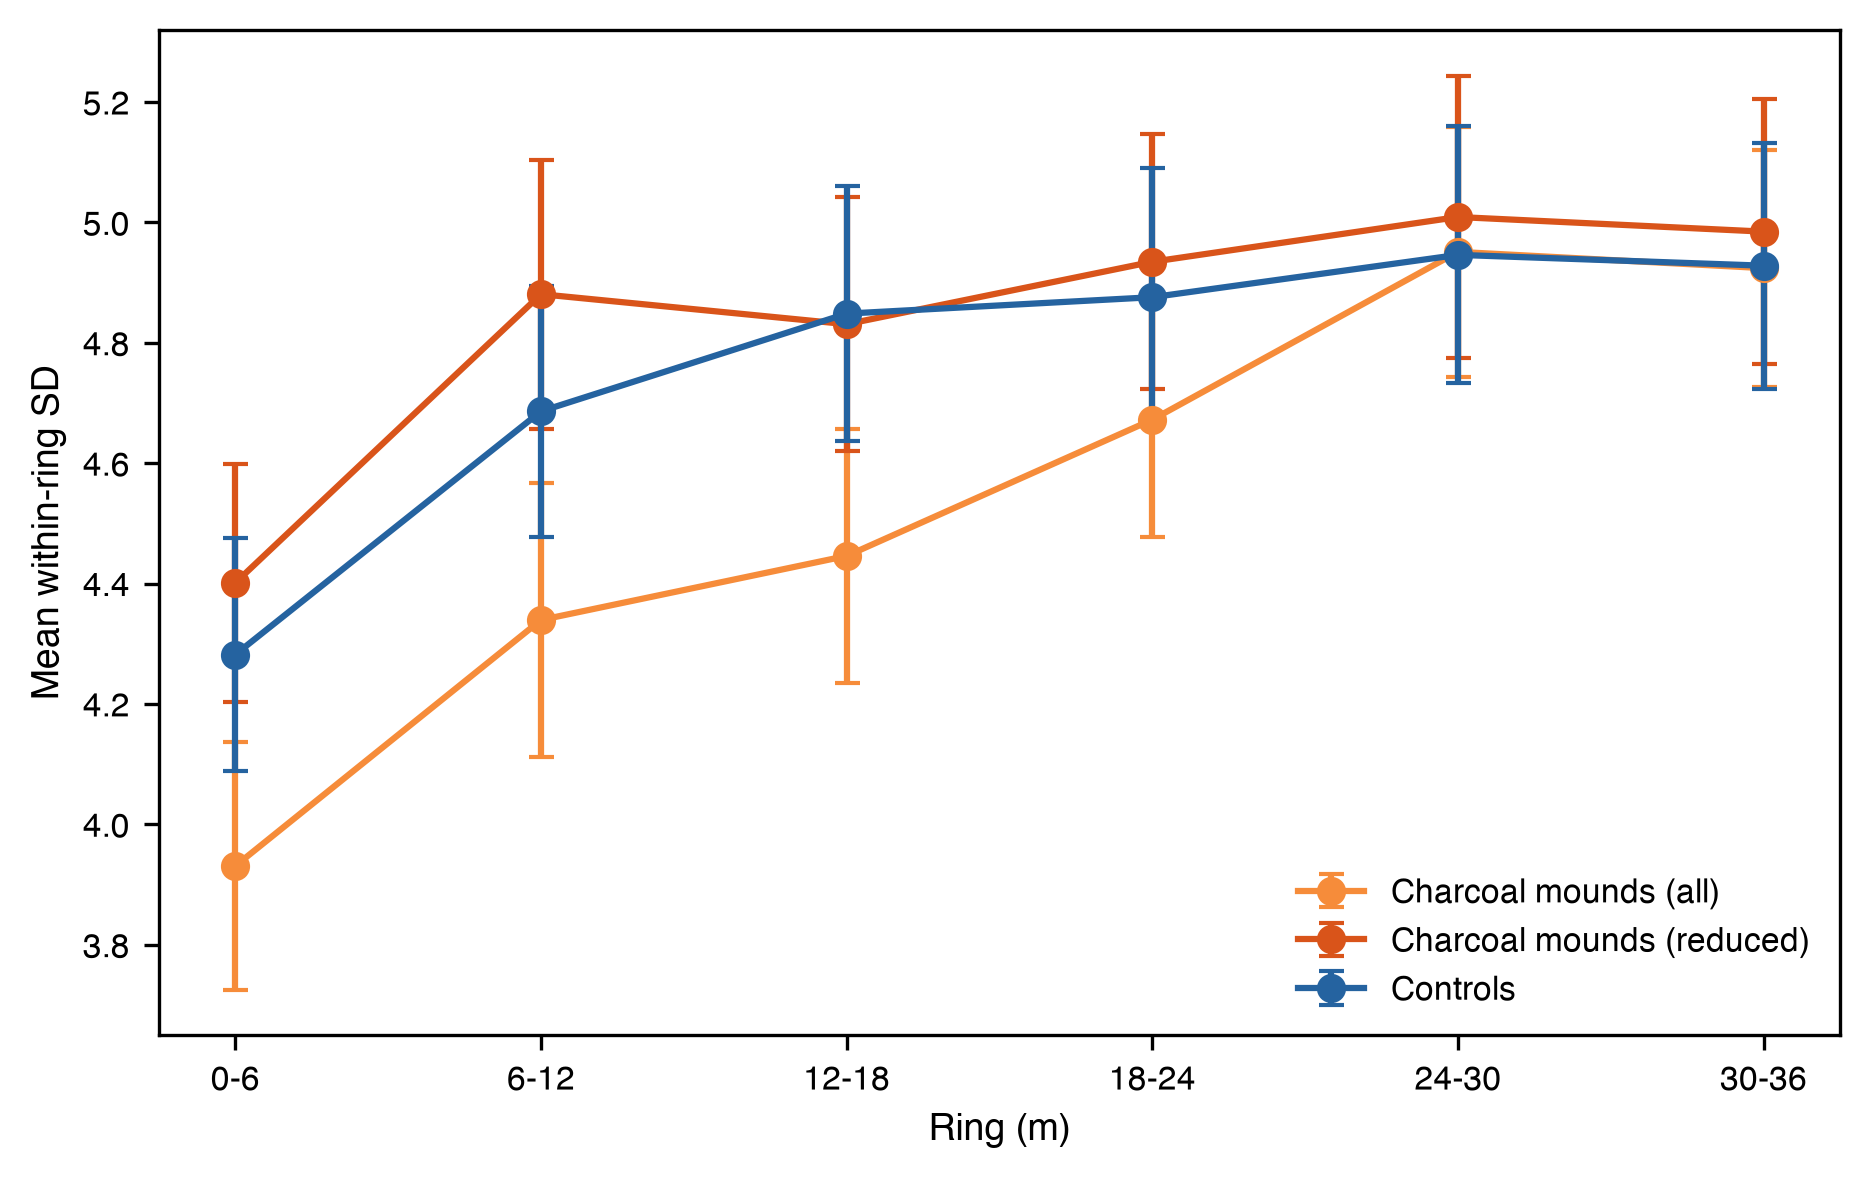 5.2
5.0
4.8
4.6
4.4
4.2
4.0
3.8
Mean within-ring SD
Charcoal mounds (all)
Charcoal mounds (reduced)
Controls
0-6 6-12 12-18 18-24 24-30 30-36
Ring (m)